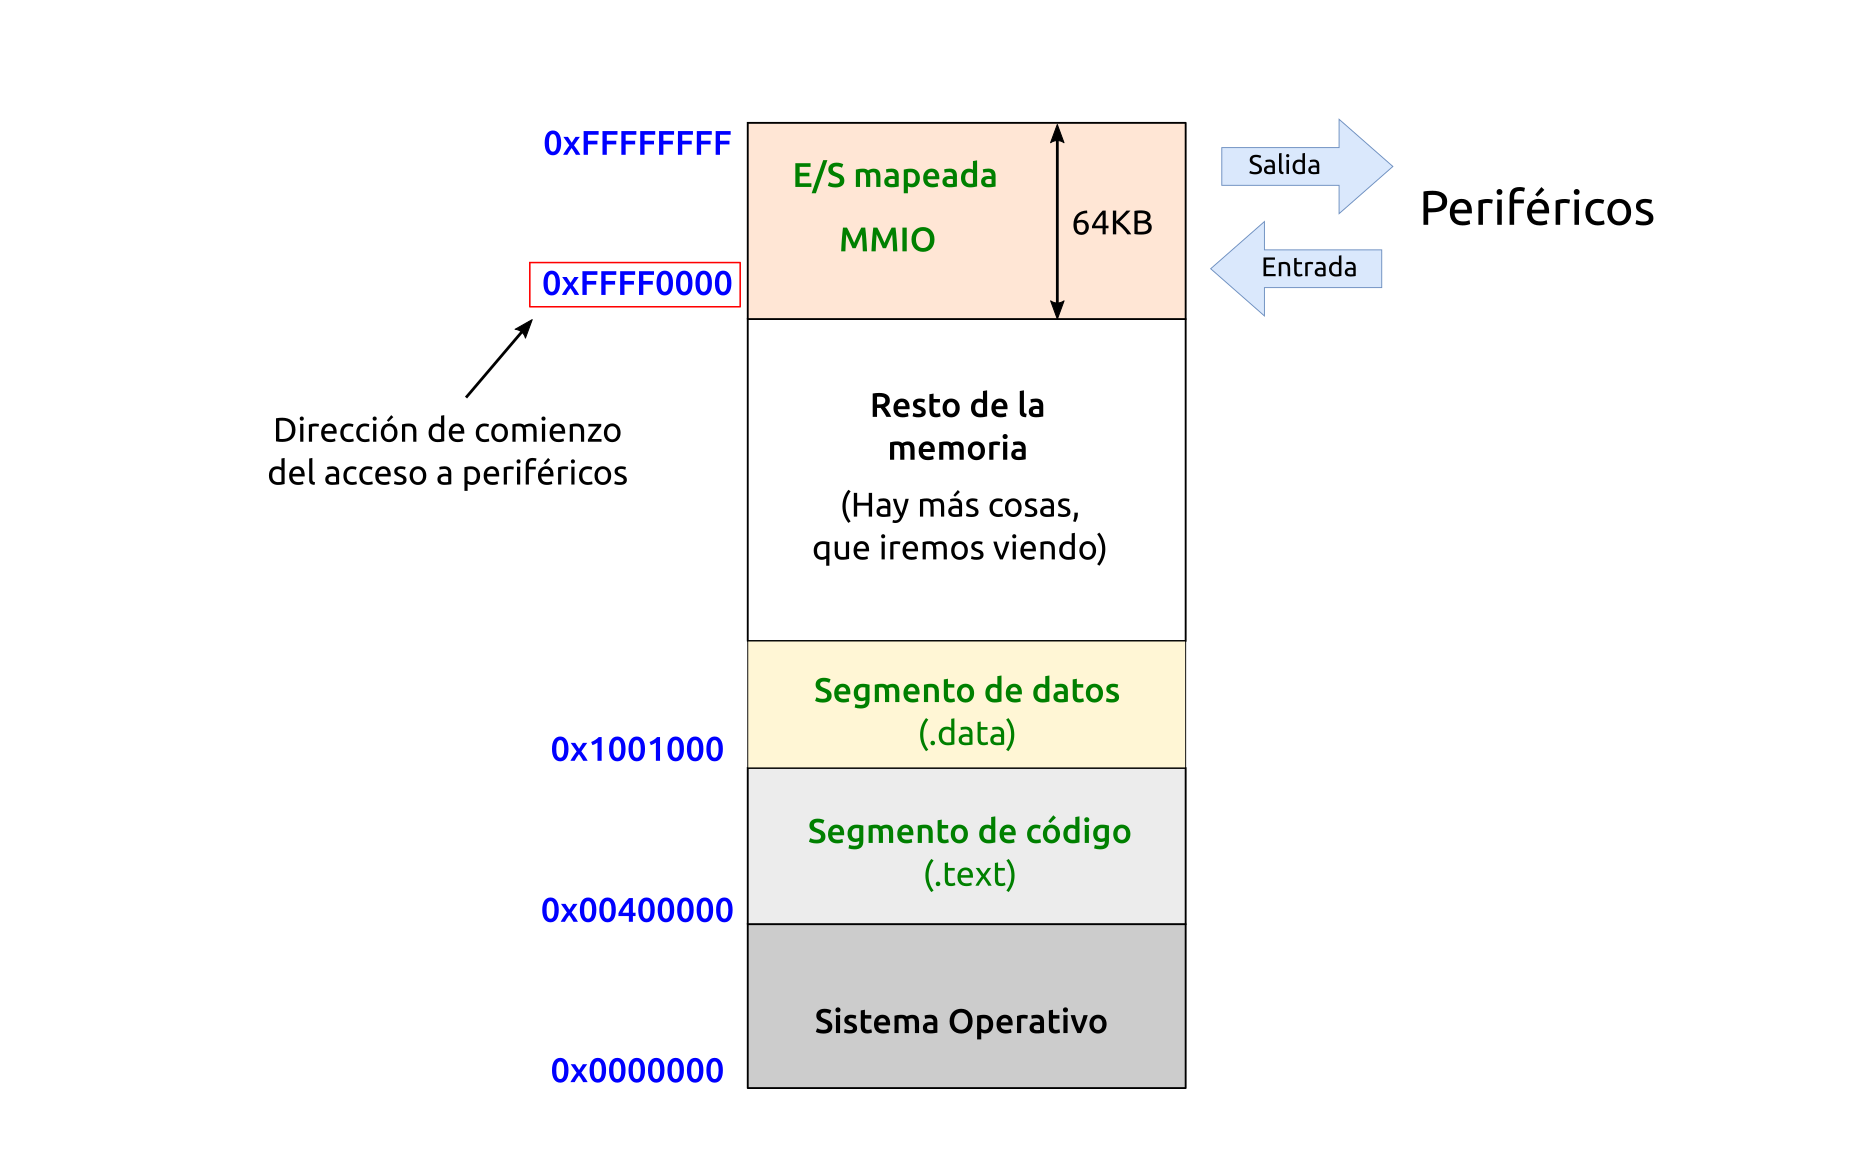 0xFFFFFFFF
E/S mapeada
MMIO
64KB
Salida
Entrada
Periféricos
0xFFFF0000
Dirección de comienzo
del acceso a periféricos
Resto de la
memoria
(Hay más cosas,
que iremos viendo)
Segmento de datos
(.data)
0x1001000
Segmento de código
(.text)
0x00400000
Sistema Operativo
0x0000000